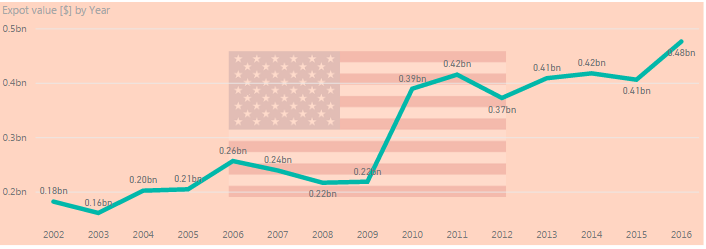 Expot value [$] by Year
0.5bn
0.4bn
0.3bn
0.2bn
0.18bn
0.16bn
0.20bn
0.21bn
0.26bn
0.24bn
0.22bn
0.22bn
0.39bn
0.42bn
0.37bn
0.41bn
0.42bn
0.41bn
0.48bn
2002 2003 2004 2005 2006 2007 2008 2009 2010 2011 2012 2013 2014 2015 2016